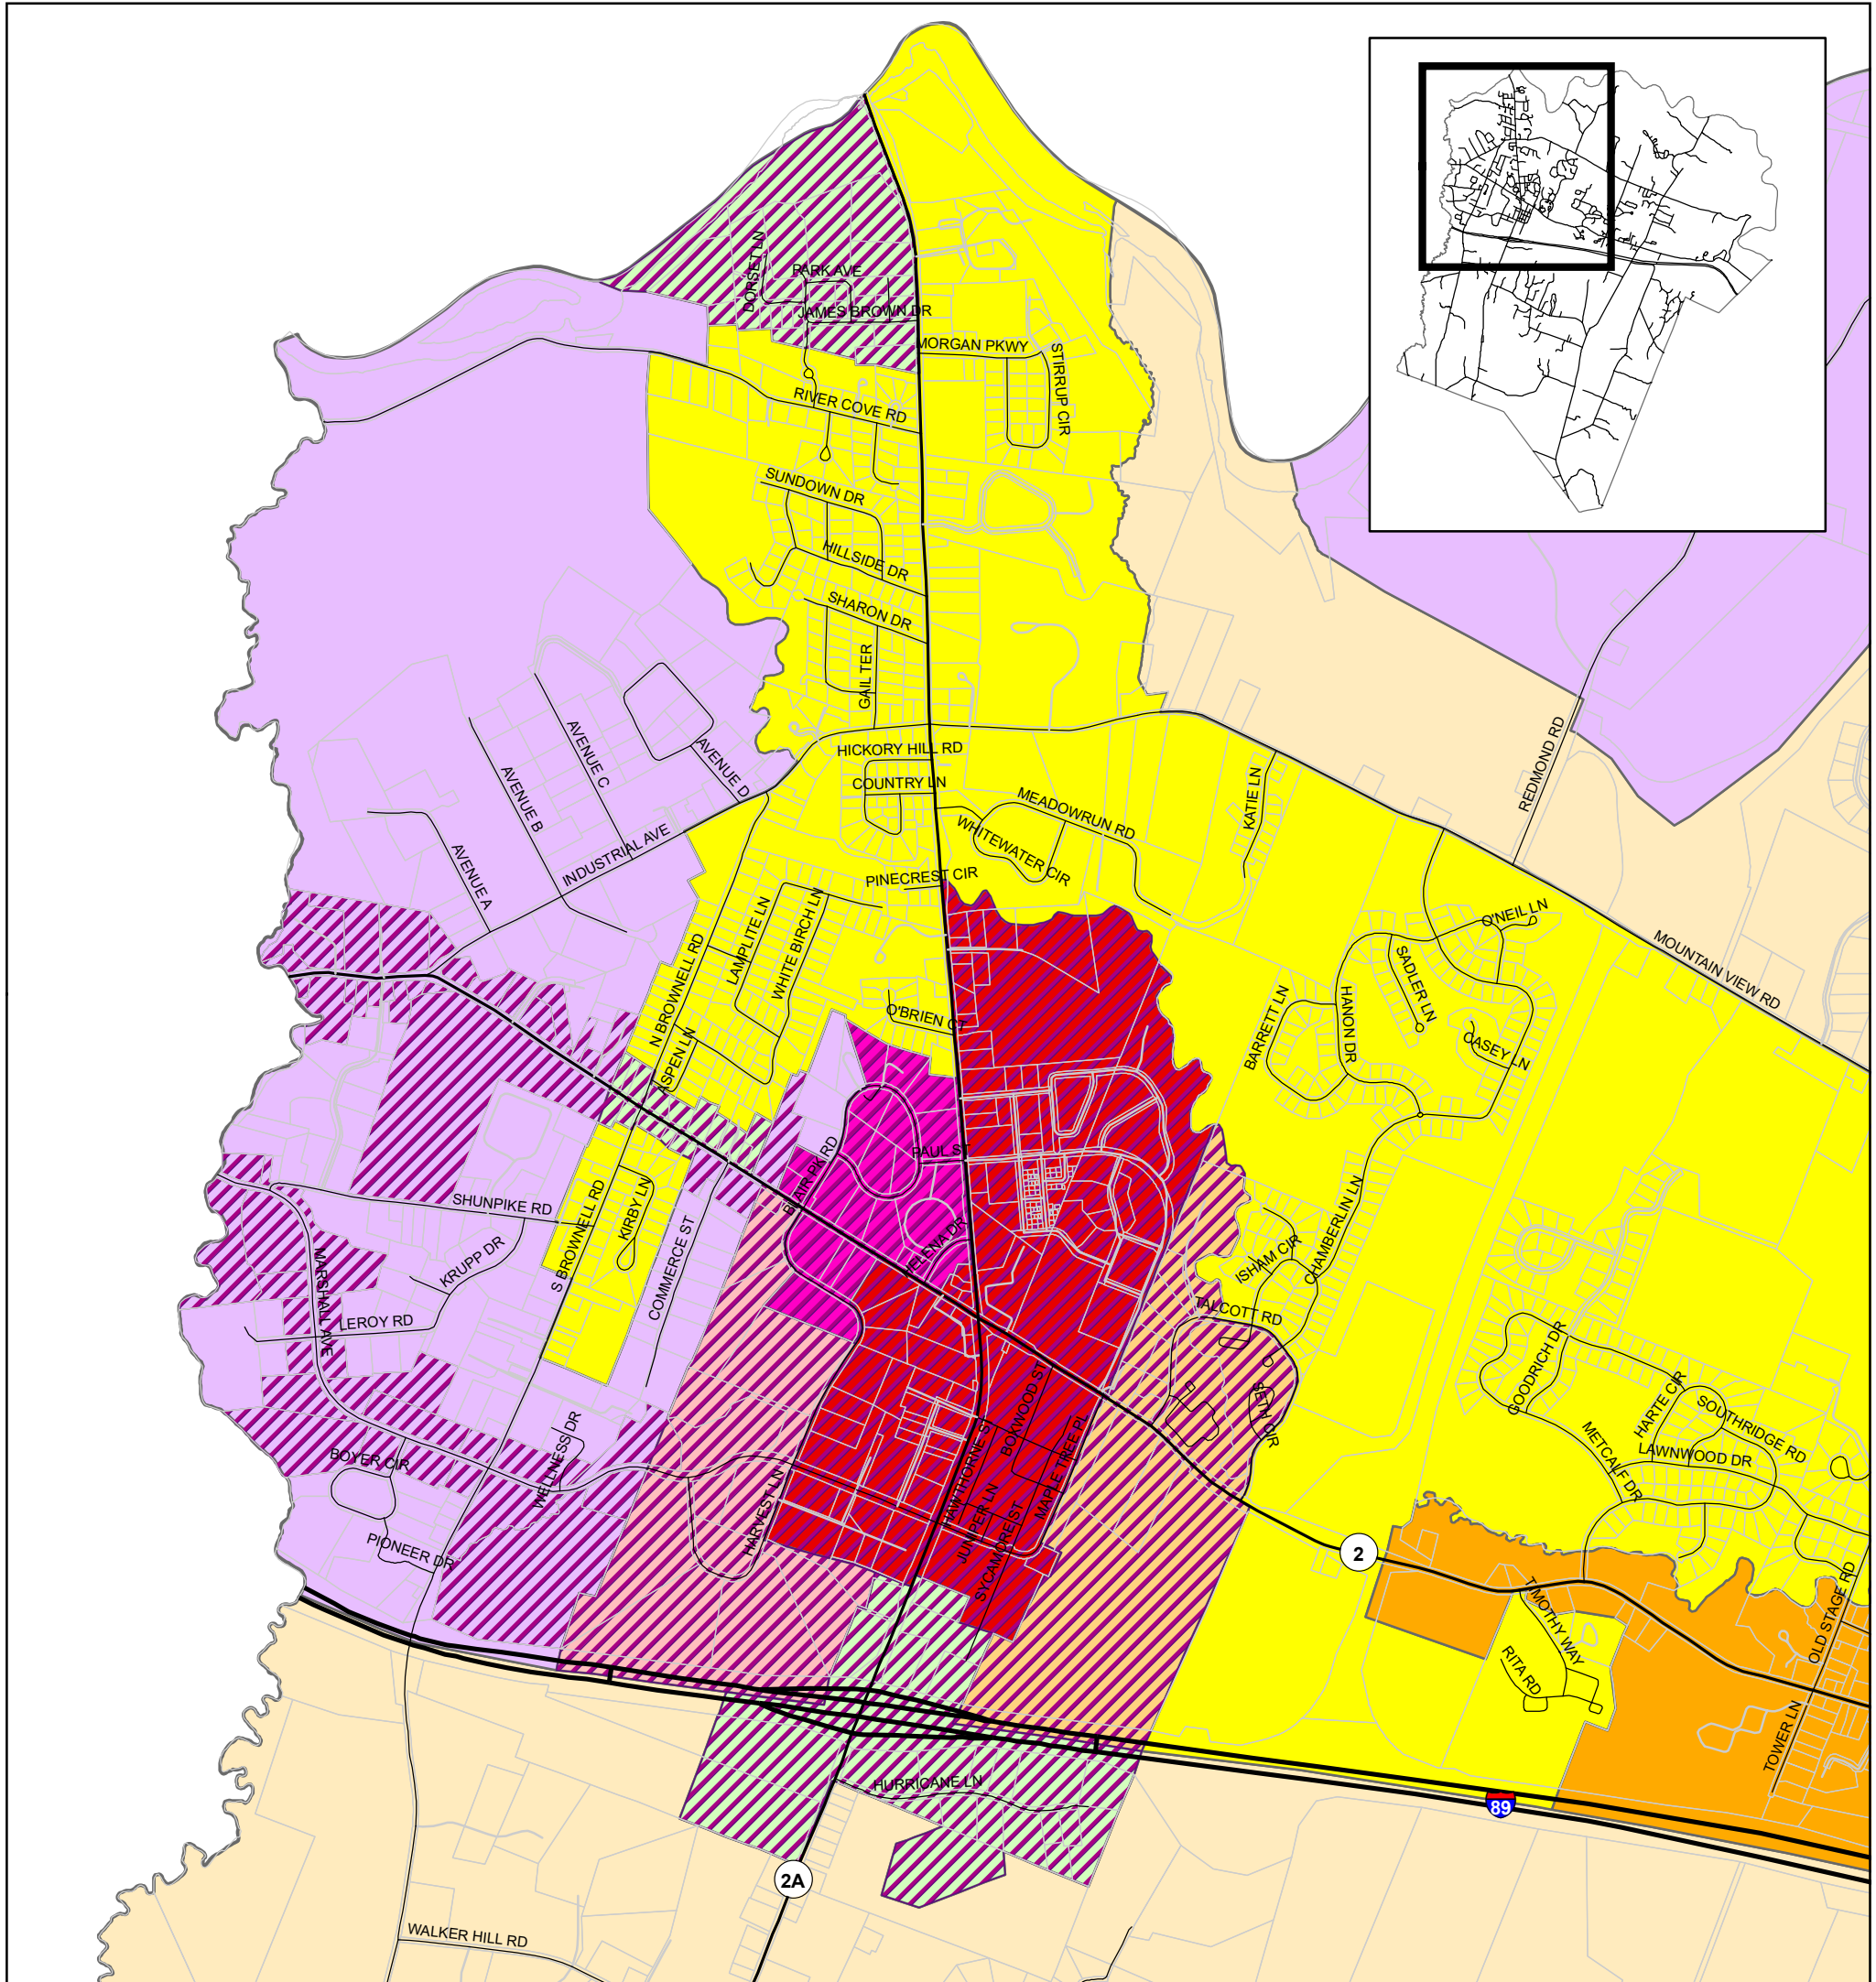 DORSET LN
PARK AVE
JAMES BROWN DR
MORGAN PKWY
STIRRUP CIR
RIVER COVE RD
SUNDOWN DR
HILLSIDE DR
SHARON DR
GAIL TER
HICKORY HILL RD
COUNTRY LN
MEADOWRUN RD
WHITEWATER CIR
KATIE LN
REDMOND RD
AVENUE C
AVENUE D
AVENUE B
AVENUE A
INDUSTRIAL AVE
PINECREST CIR
LAMPLITE LN
WHITE BIRCH LN
N BROWNELL RD
O'BRIEN CT
ASPEN LN
O'NEIL LN
SADLER LN
MOUNTAIN VIEW RD
BARRETT LN
HANON DR
CASEY LN
PAUL ST
BLAIR PK RD
HELENA DR
SHUNPIKE RD
S BROWNELL RD
KIRBY LN
KRUPP DR
COMMERCE ST
MARSHALL AVE
LEROY RD
ISHAM CIR
CHAMBERLIN LN
TALCOTT RD
GOODRICH DR
HARTE CIR
SOUTHRIDGE RD
METCALF DR
LAWNWOOD DR
BETH CIR
BOXWOOD ST
HAWTHORNE ST
MAPLE TREE PL
JUNIPER LN
SYCAMORE ST
HARVEST LN
WELLNESS DR
BOYER CIR
PIONEER DR
2
TIMOTHY WAY
RITA RD
OLD STAGE RD
TOWER LN
HURRICANE LN
89
2A
WALKER HILL RD